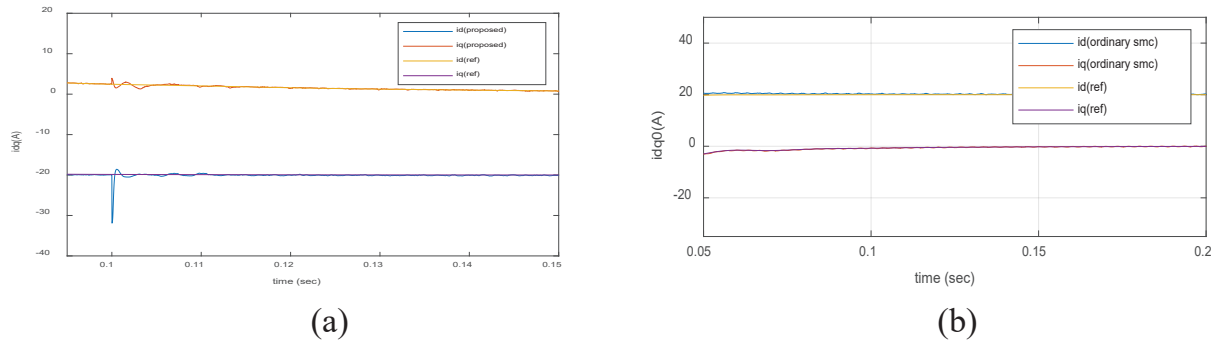 20
10
0
-10
-20
-30
-40
idq(A)
0.1
0.11
0.12
0.13
0.14
0.15
time (sec)
id(proposed)
iq(proposed)
id(ref)
iq(ref)
(a)
40
20
0
-20
idq0(A)
0.05
0.1
0.15
0.2
time (sec)
id(ordinary smc)
iq(ordinary smc)
id(ref)
iq(ref)
(b)